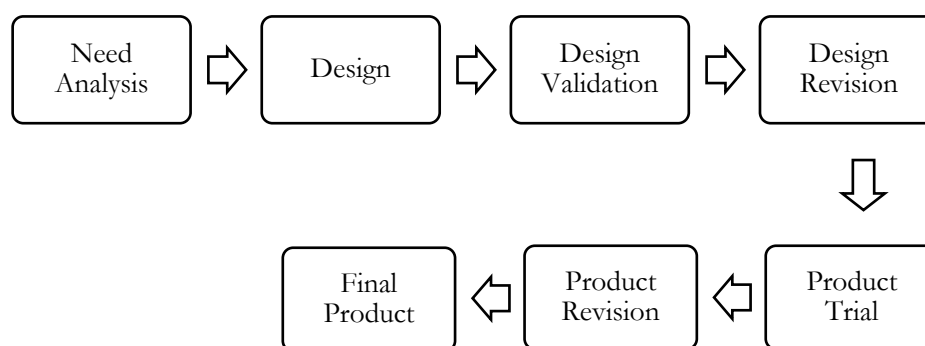 Need
Analysis
Design
Design
Validation
Design
Revision
Product
Trial
Product
Revision
Final
Product